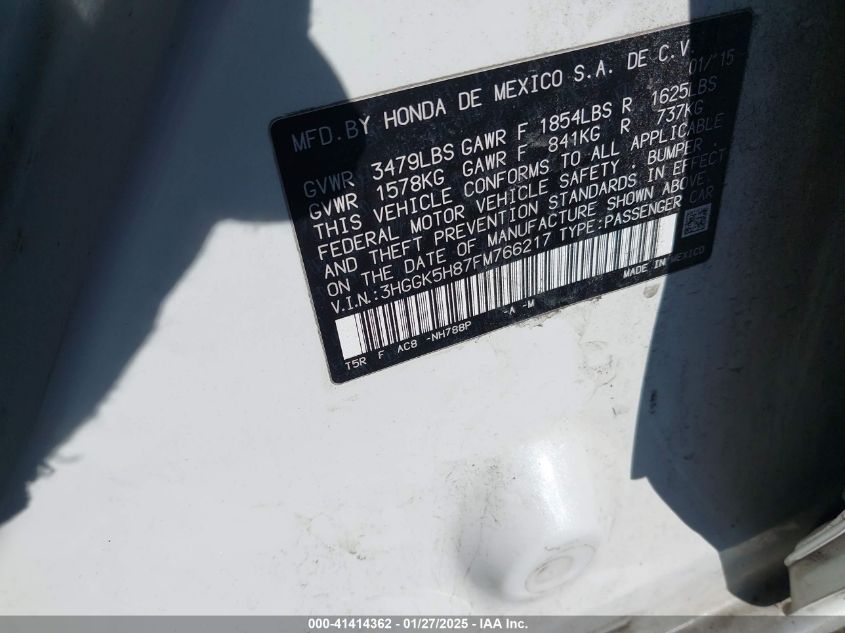 MFD. BY HONDA DE MEXICO S.A. DE C.V. 01/'15
GVWR 3479LBS GAWR F 1854LBS R 1625LBS
GVWR 1578KG GAWR F 841KG R 737KG
THIS VEHICLE CONFORMS TO ALL APPLICABLE
FEDERAL MOTOR VEHICLE SAFETY, BUMPER,
AND THEFT PREVENTION STANDARDS IN EFFECT
ON THE DATE OF MANUFACTURE SHOWN ABOVE.
V.I.N.:3HGGK5H87FM766217 TYPE:PASSENGER CAR
MADE IN MEXICO
T5R F AC8 -NH788P -A -M
000-41414362 | 01/27/2025 | IAA Inc.